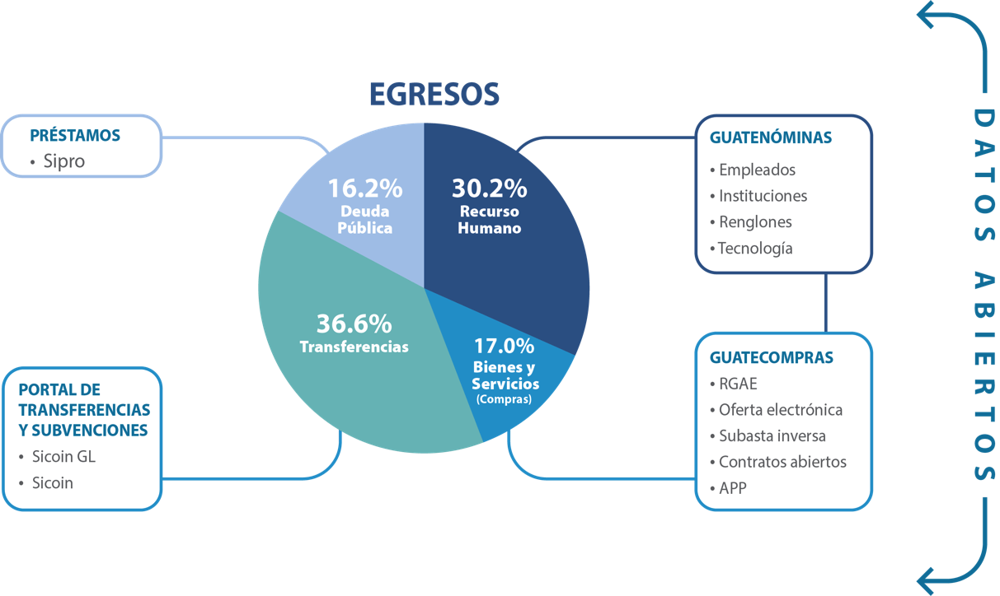 EGRESOS
PRÉSTAMOS
• Sipro
16.2%
Deuda
Pública
30.2%
Recurso
Humano
36.6%
Transferencias
17.0%
Bienes y
Servicios
(Compras)
GUATENÓMINAS
• Empleados
• Instituciones
• Renglones
• Tecnología
PORTAL DE
TRANSFERENCIAS
Y SUBVENCIONES
• Sicoin GL
• Sicoin
GUATECOMPRAS
• RGAE
• Oferta electrónica
• Subasta inversa
• Contratos abiertos
• APP
DATOS ABIERTOS